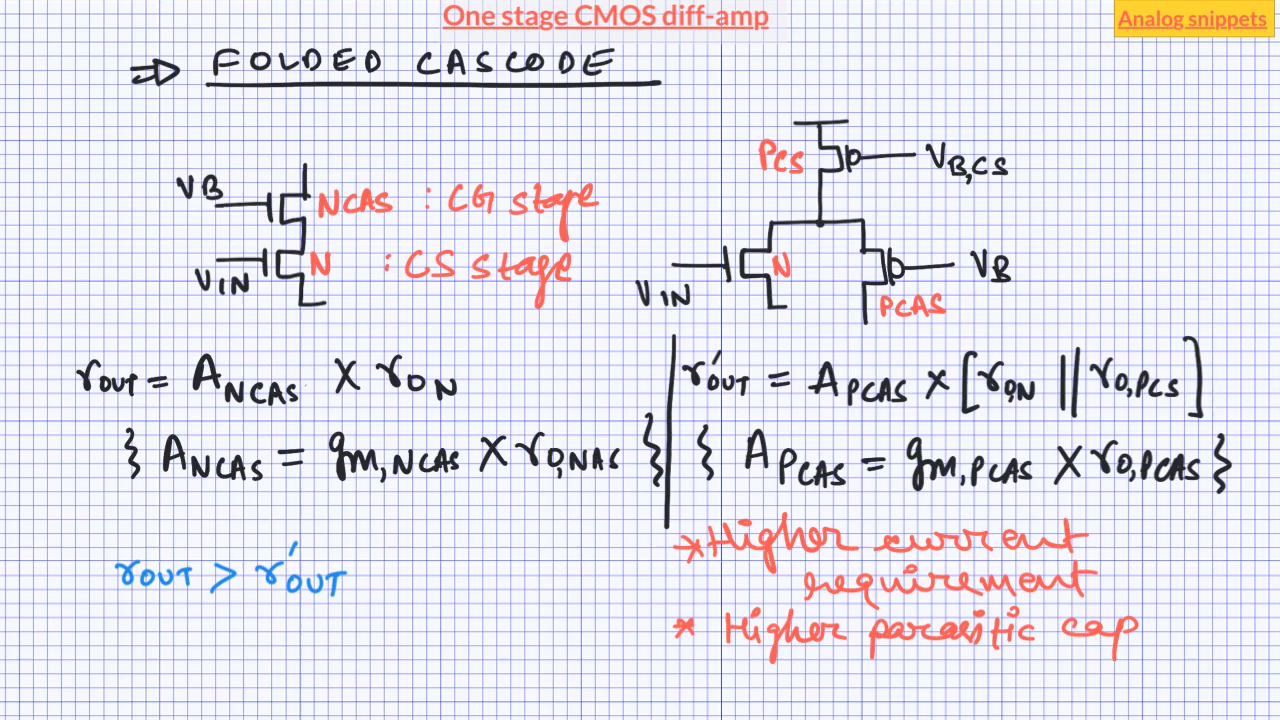 One stage CMOS diff-amp
Analog snippets
⇒ FOLDED CASCODE
VB
NCAS : CG stage
VIN
N : CS stage
PCS
VB,CS
VIN
N
VB
PCAS
rOUT = ANCAS X rON
{ ANCAS = gm,NCAS X rO,NAS }
r'OUT = APCAS × [rO,N || rO,PCS]
{ APCAS = gm,PCAS X rO,PCAS }
rOUT > r'OUT
* Higher current
requirement
* Higher parasitic cap